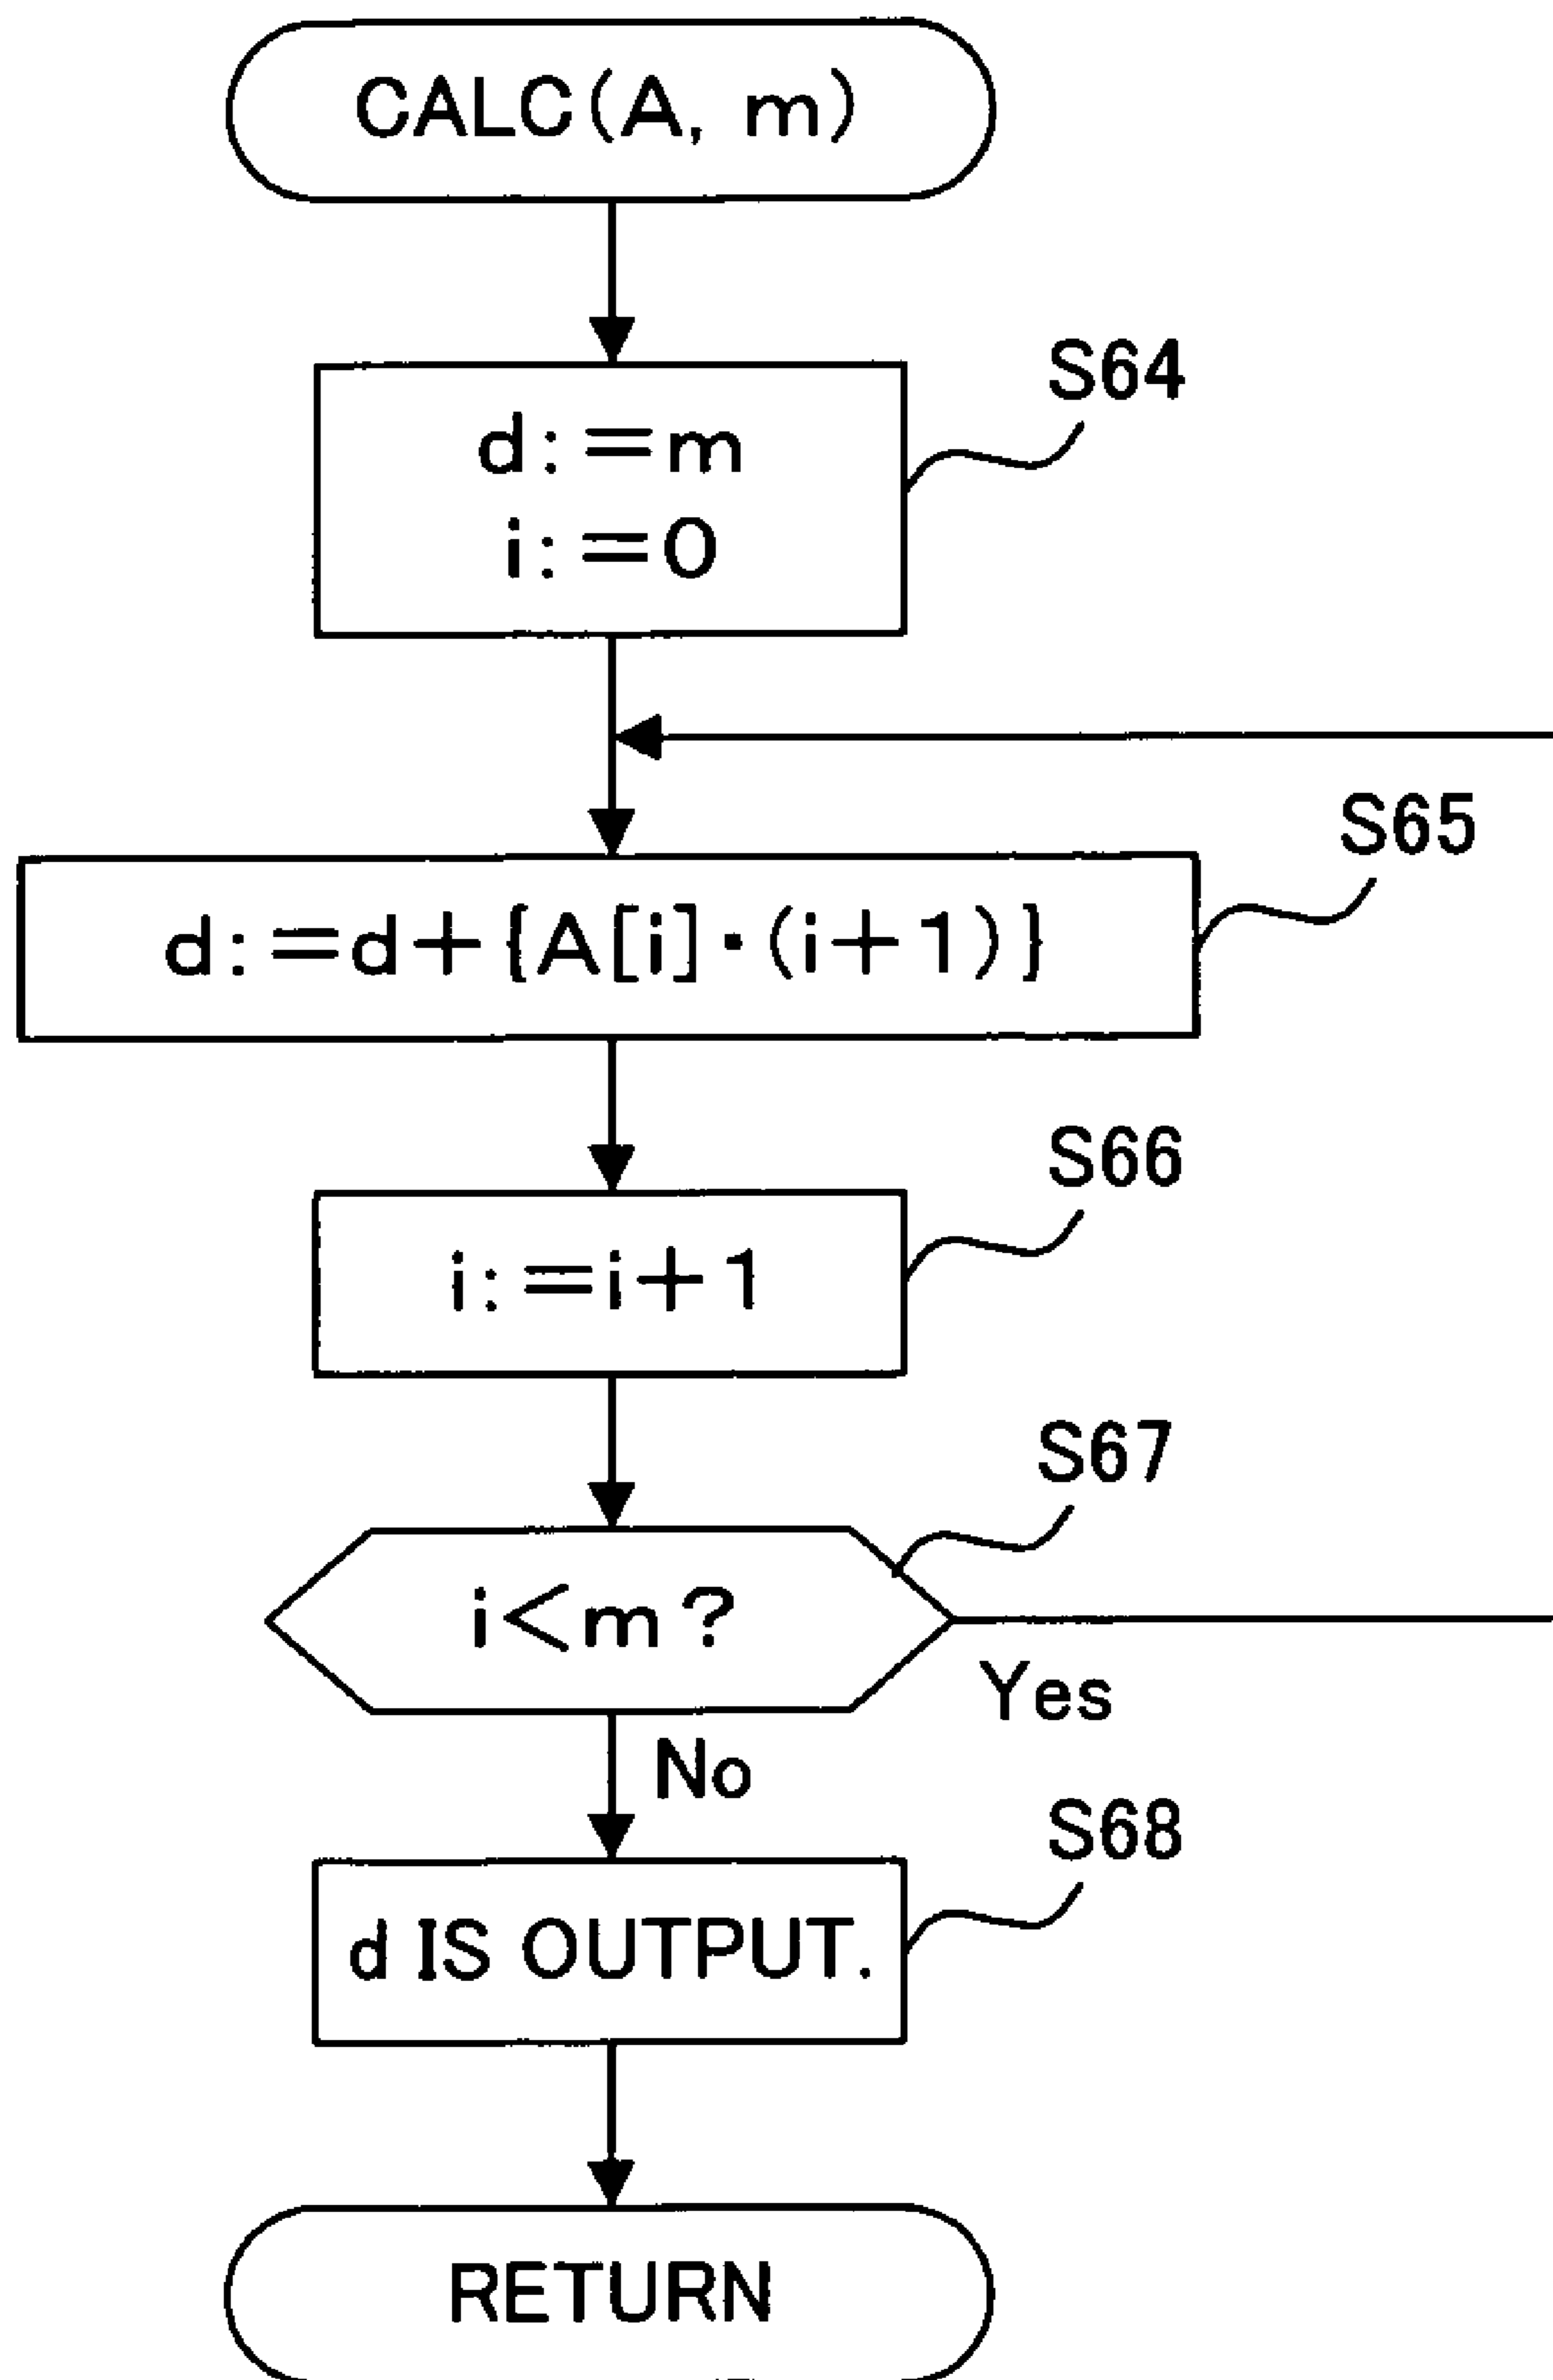 CALC(A, m)
S64
d:=m
i:=0
S65
d:=d+{A[i]·(i+1)}
S66
i:=i+1
S67
i<m?
Yes
No
S68
d IS OUTPUT.
RETURN